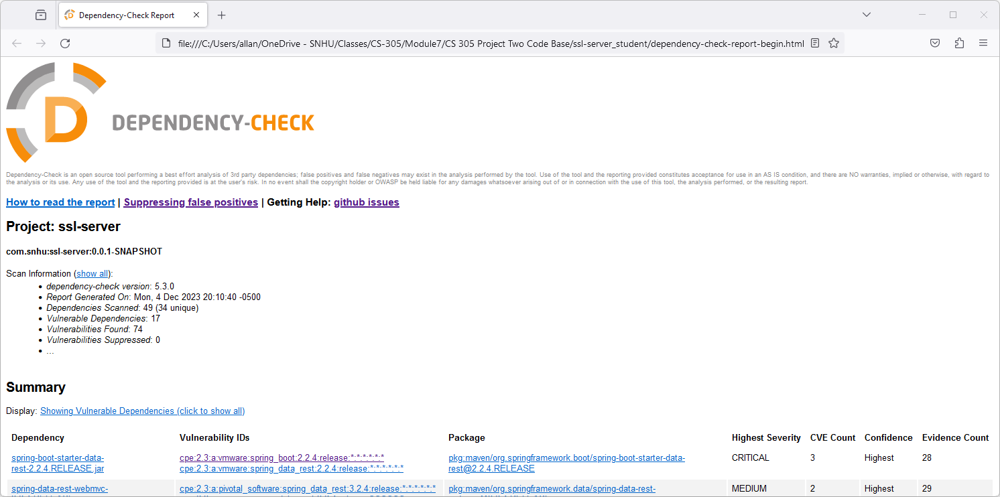 Dependency-Check Report
file:///C:/Users/allan/OneDrive - SNHU/Classes/CS-305/Module7/CS 305 Project Two Code Base/ssl-server_student/dependency-check-report-begin.html
D
DEPENDENCY-CHECK
Dependency-Check is an open source tool performing a best effort analysis of 3rd party dependencies; false positives and false negatives may exist in the analysis performed by the tool. Use of the tool and the reporting provided constitutes acceptance for use in an AS IS condition, and there are NO warranties, implied or otherwise, with regard to
the analysis or its use. Any use of the tool and the reporting provided is at the user's risk. In no event shall the copyright holder or OWASP be held liable for any damages whatsoever arising out of or in connection with the use of this tool, the analysis performed, or the resulting report.
How to read the report | Suppressing false positives | Getting Help: github issues
Project: ssl-server
com.snhu:ssl-server:0.0.1-SNAPSHOT
Scan Information (show all):
• dependency-check version: 5.3.0
• Report Generated On: Mon, 4 Dec 2023 20:10:40 -0500
• Dependencies Scanned: 49 (34 unique)
• Vulnerable Dependencies: 17
• Vulnerabilities Found: 74
• Vulnerabilities Suppressed: 0
• ...
Summary
Display: Showing Vulnerable Dependencies (click to show all)
Dependency Vulnerability IDs Package Highest Severity CVE Count Confidence Evidence Count
spring-boot-starter-data- cpe:2.3:a:vmware:spring_boot:2.2.4:release:*:*:*:*:*:* pkg:maven/org.springframework.boot/spring-boot-starter-data- CRITICAL 3 Highest 28
rest-2.2.4.RELEASE.jar cpe:2.3:a:vmware:spring_data_rest:2.2.4:release:*:*:*:*:*:* rest@2.2.4.RELEASE
spring-data-rest-webmvc- cpe:2.3:a:pivotal_software:spring_data_rest:3.2.4:release:*:*:*:*:*:* pkg:maven/org.springframework.data/spring-data-rest- MEDIUM 2 Highest 29